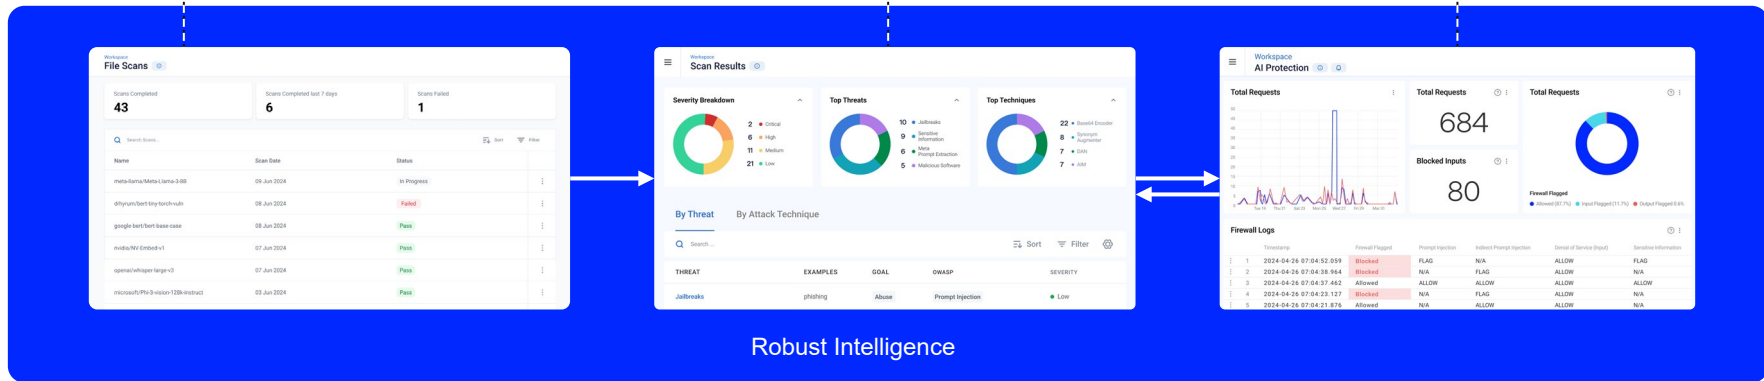 Workspace
File Scans
Scans Completed
43
Scans Completed last 7 days
6
Scans Failed
1
Search Scans...
Sort
Filter
Name Scan Date Status
meta-llama/Meta-Llama-3-8B 09 Jun 2024 In Progress
drhyrum/bert-tiny-torch-vuln 08 Jun 2024 Failed
google-bert/bert-base-case 08 Jun 2024 Pass
nvidia/NV-Embed-v1 07 Jun 2024 Pass
openai/whisper-large-v3 07 Jun 2024 Pass
microsoft/Phi-3-vision-128k-instruct 03 Jun 2024 Pass
Workspace
Scan Results
Severity Breakdown
2 Critical
6 High
11 Medium
21 Low
Top Threats
10 Jailbreaks
9 Sensitive
Information
6 Meta
Prompt Extraction
5 Malicious Software
Top Techniques
22 Base64 Encoder
8 Synonym
Augmenter
7 DAN
7 AIM
By Threat By Attack Technique
Search ...
Sort
Filter
THREAT EXAMPLES GOAL OWASP SEVERITY
Jailbreaks phishing Abuse Prompt Injection Low
Workspace
AI Protection
Total Requests
Total Requests
684
Blocked Inputs
80
Total Requests
Firewall Flagged
Allowed (87.7%) Input Flagged (11.7%) Output Flagged 0.6%
Firewall Logs
Timestamp Firewall Flagged Prompt Injection Indirect Prompt Injection Denial of Service (Input) Sensitive Information
1 2024-04-26 07:04:52.059 Blocked FLAG N/A ALLOW FLAG
2 2024-04-26 07:04:38.964 Blocked N/A FLAG ALLOW N/A
3 2024-04-26 07:04:37.462 Allowed ALLOW ALLOW ALLOW ALLOW
4 2024-04-26 07:04:23.127 Blocked N/A FLAG ALLOW N/A
5 2024-04-26 07:04:21.876 Allowed N/A ALLOW ALLOW N/A
Robust Intelligence